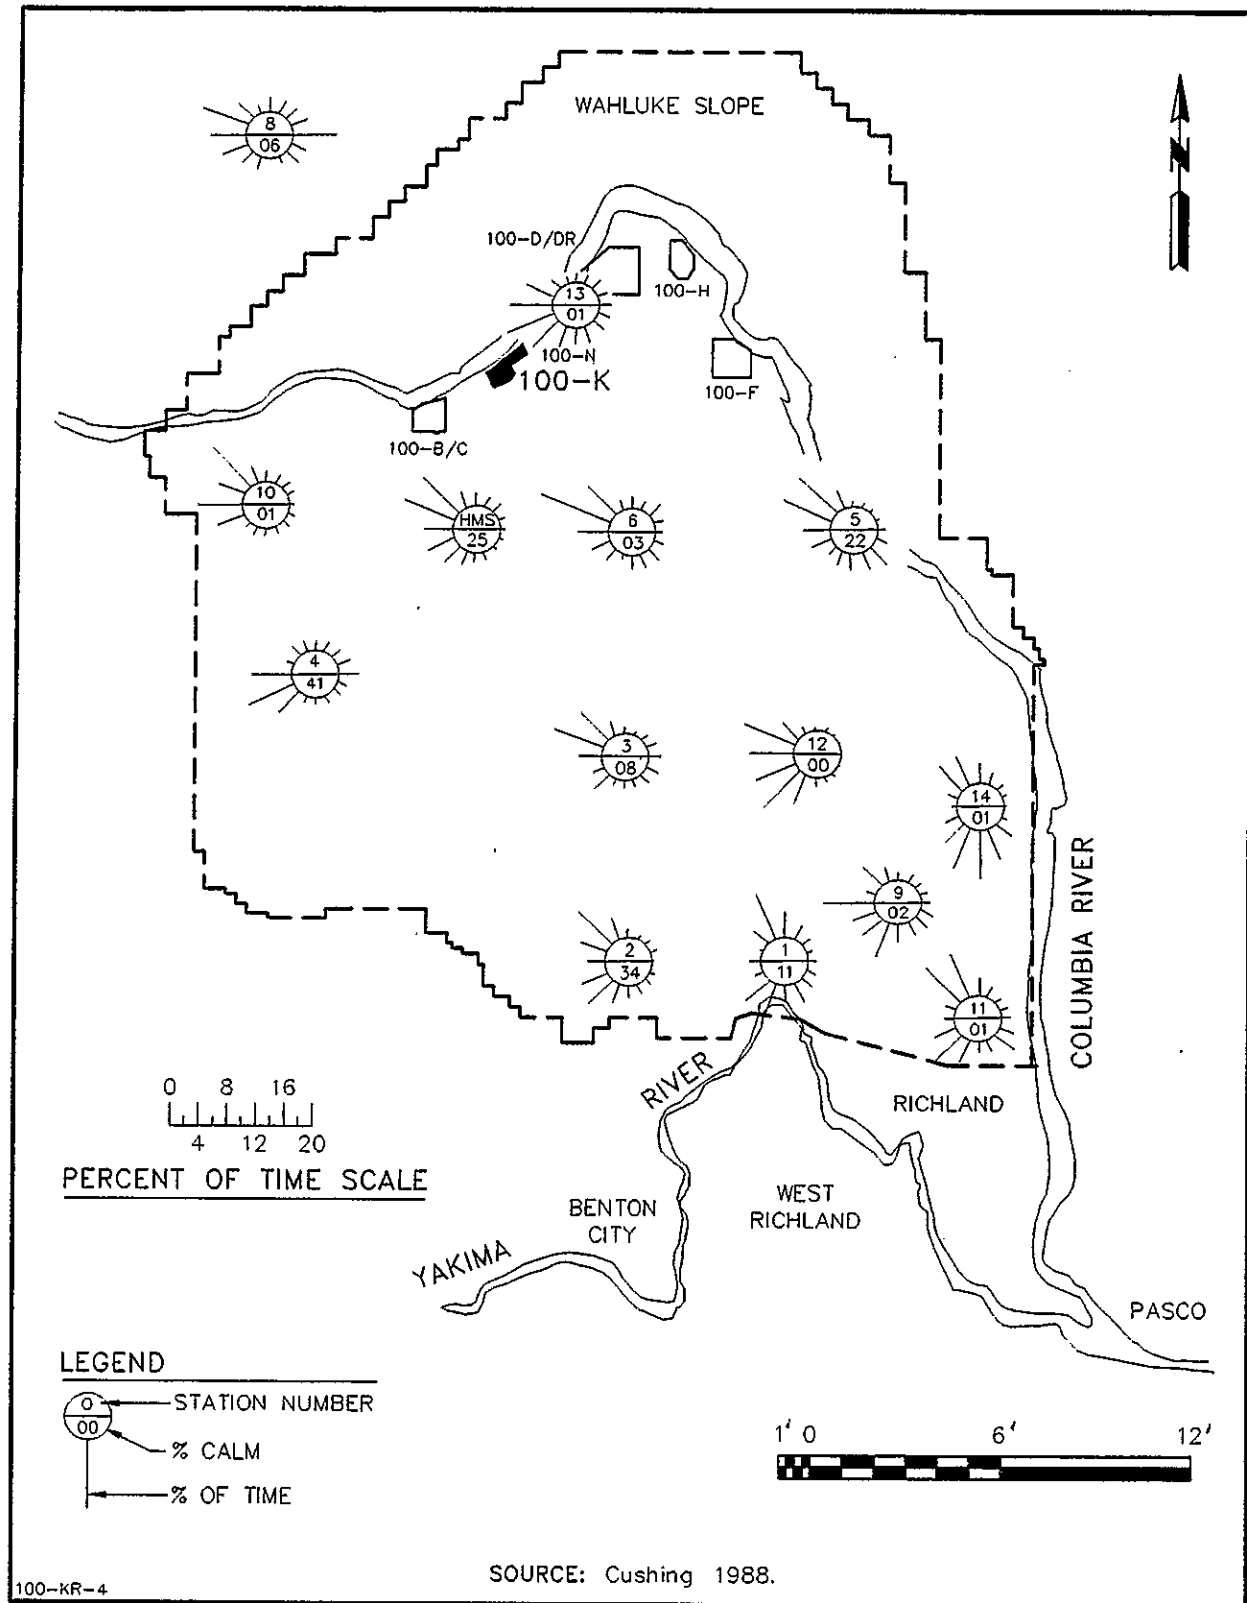 WAHLUKE SLOPE
N
8
06
100-D/DR
100-H
13
01
100-N
100-K
100-F
100-B/C
10
01
HMS
25
6
03
5
22
4
41
3
08
12
00
14
01
9
02
2
34
1
11
11
01
COLUMBIA RIVER
0 8 16
4 12 20
PERCENT OF TIME SCALE
RIVER
RICHLAND
BENTON
CITY
WEST
RICHLAND
YAKIMA
PASCO
LEGEND
0
00
STATION NUMBER
% CALM
% OF TIME
1' 0 6' 12'
SOURCE: Cushing 1988.
100-KR-4